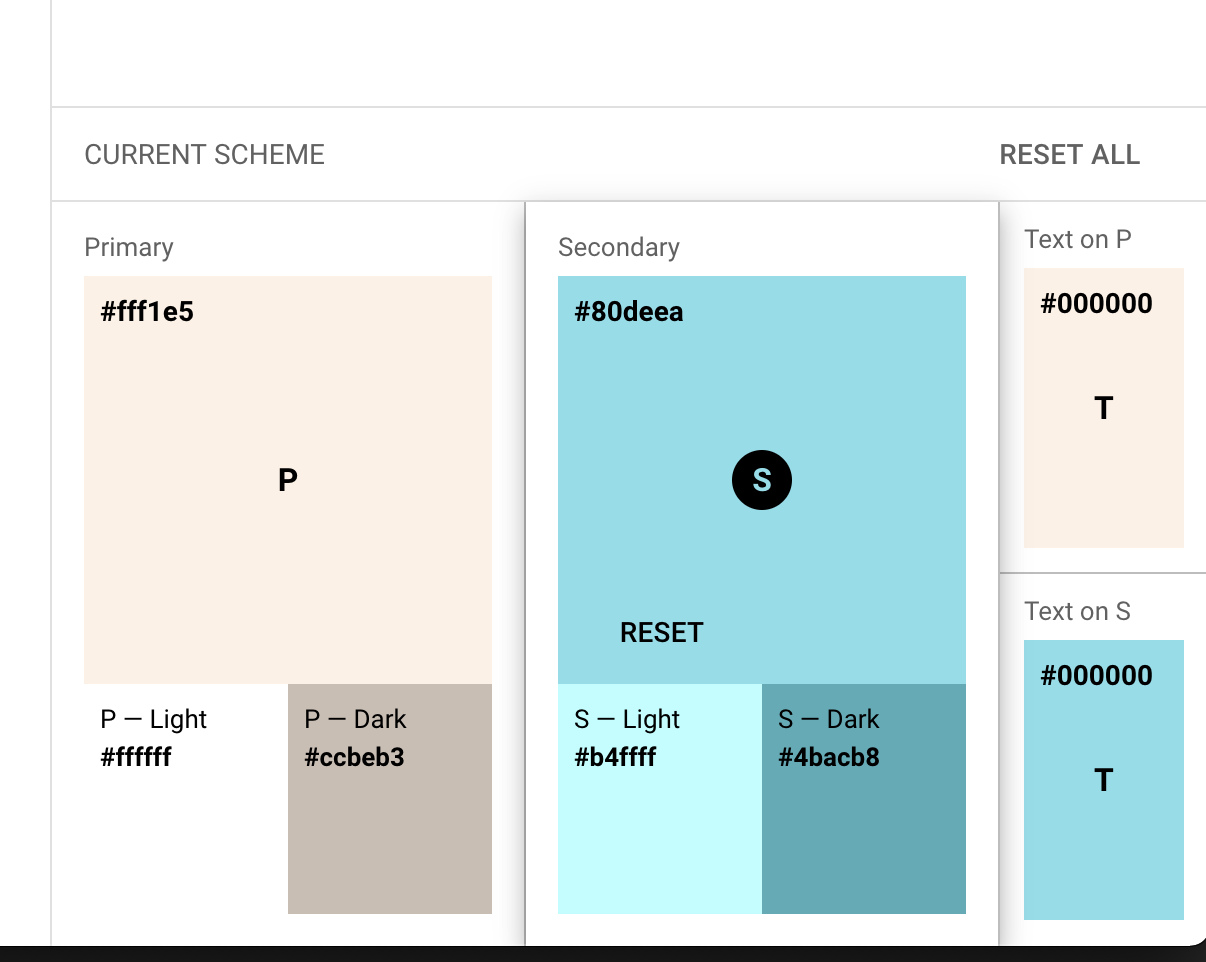 CURRENT SCHEME
RESET ALL
Primary
#fff1e5
P
P — Light
#ffffff
P — Dark
#ccbeb3
Secondary
#80deea
S
RESET
S — Light
#b4ffff
S — Dark
#4bacb8
Text on P
#000000
T
Text on S
#000000
T